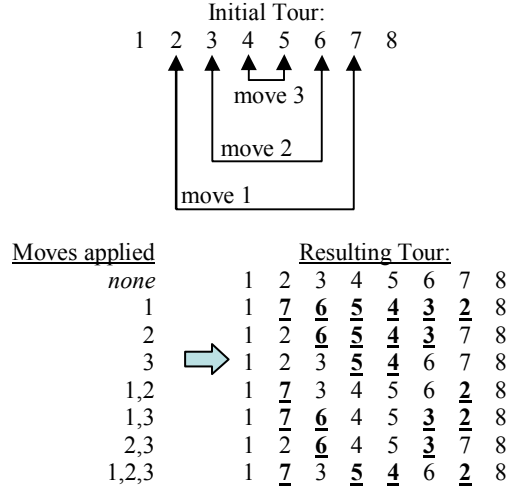 Initial Tour:
1 2 3 4 5 6 7 8
move 3
move 2
move 1
Moves applied Resulting Tour:
none 1 2 3 4 5 6 7 8
1 1 7 6 5 4 3 2 8
2 1 2 6 5 4 3 7 8
3 1 2 3 5 4 6 7 8
1,2 1 7 3 4 5 6 2 8
1,3 1 7 6 4 5 3 2 8
2,3 1 2 6 4 5 3 7 8
1,2,3 1 7 3 5 4 6 2 8